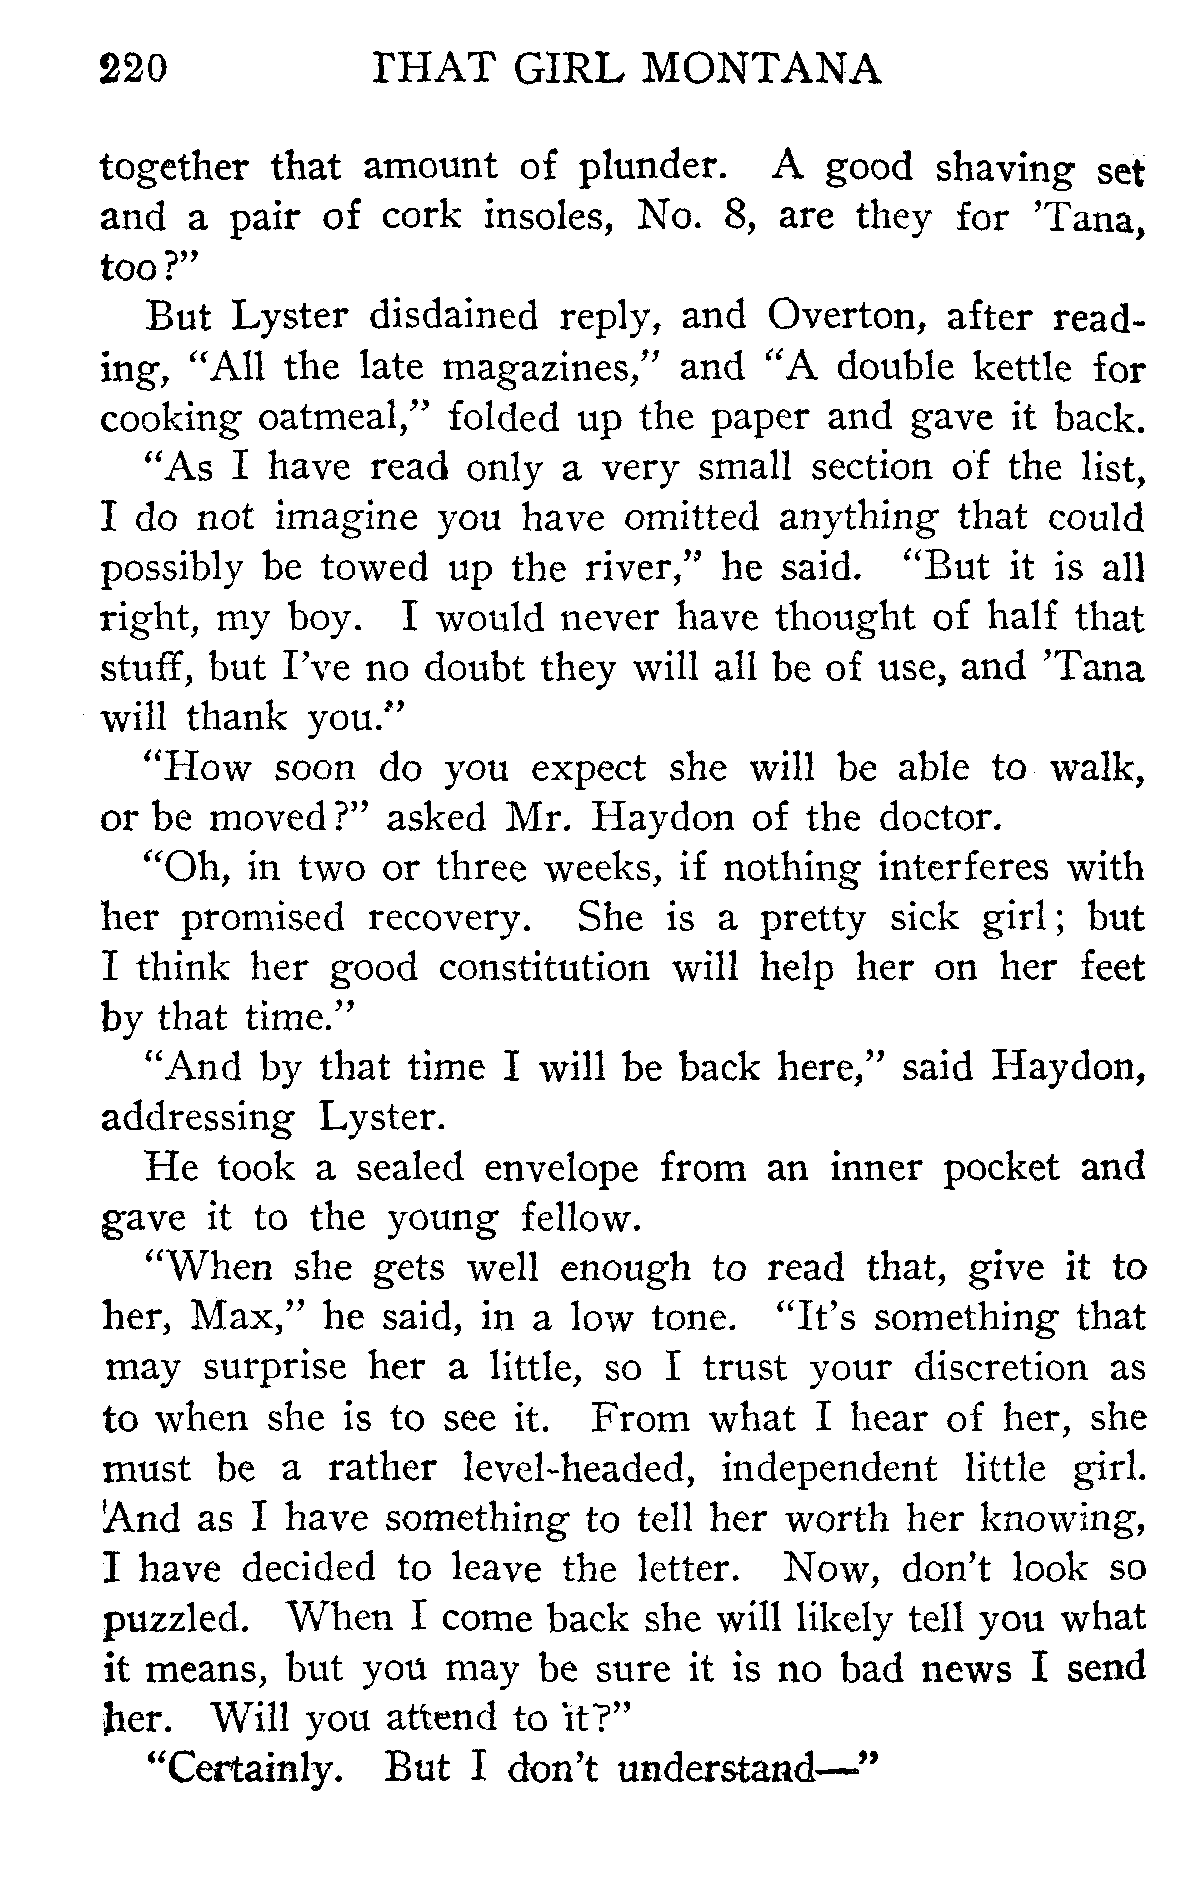 220 THAT GIRL MONTANA
together that amount of plunder. A good shaving set
and a pair of cork insoles, No. 8, are they for ’Tana,
too?”
But Lyster disdained reply, and Overton, after read-
ing, “All the late magazines,” and “A double kettle for
cooking oatmeal,” folded up the paper and gave it back.
“As I have read only a very small section of the list,
I do not imagine you have omitted anything that could
possibly be towed up the river,” he said. “But it is all
right, my boy. I would never have thought of half that
stuff, but I’ve no doubt they will all be of use, and ’Tana
will thank you.”
“How soon do you expect she will be able to walk,
or be moved?” asked Mr. Haydon of the doctor.
“Oh, in two or three weeks, if nothing interferes with
her promised recovery. She is a pretty sick girl; but
I think her good constitution will help her on her feet
by that time.”
“And by that time I will be back here,” said Haydon,
addressing Lyster.
He took a sealed envelope from an inner pocket and
gave it to the young fellow.
“When she gets well enough to read that, give it to
her, Max,” he said, in a low tone. “It’s something that
may surprise her a little, so I trust your discretion as
to when she is to see it. From what I hear of her, she
must be a rather level-headed, independent little girl.
And as I have something to tell her worth her knowing,
I have decided to leave the letter. Now, don’t look so
puzzled. When I come back she will likely tell you what
it means, but you may be sure it is no bad news I send
her. Will you attend to it?”
“Certainly. But I don’t understand—”